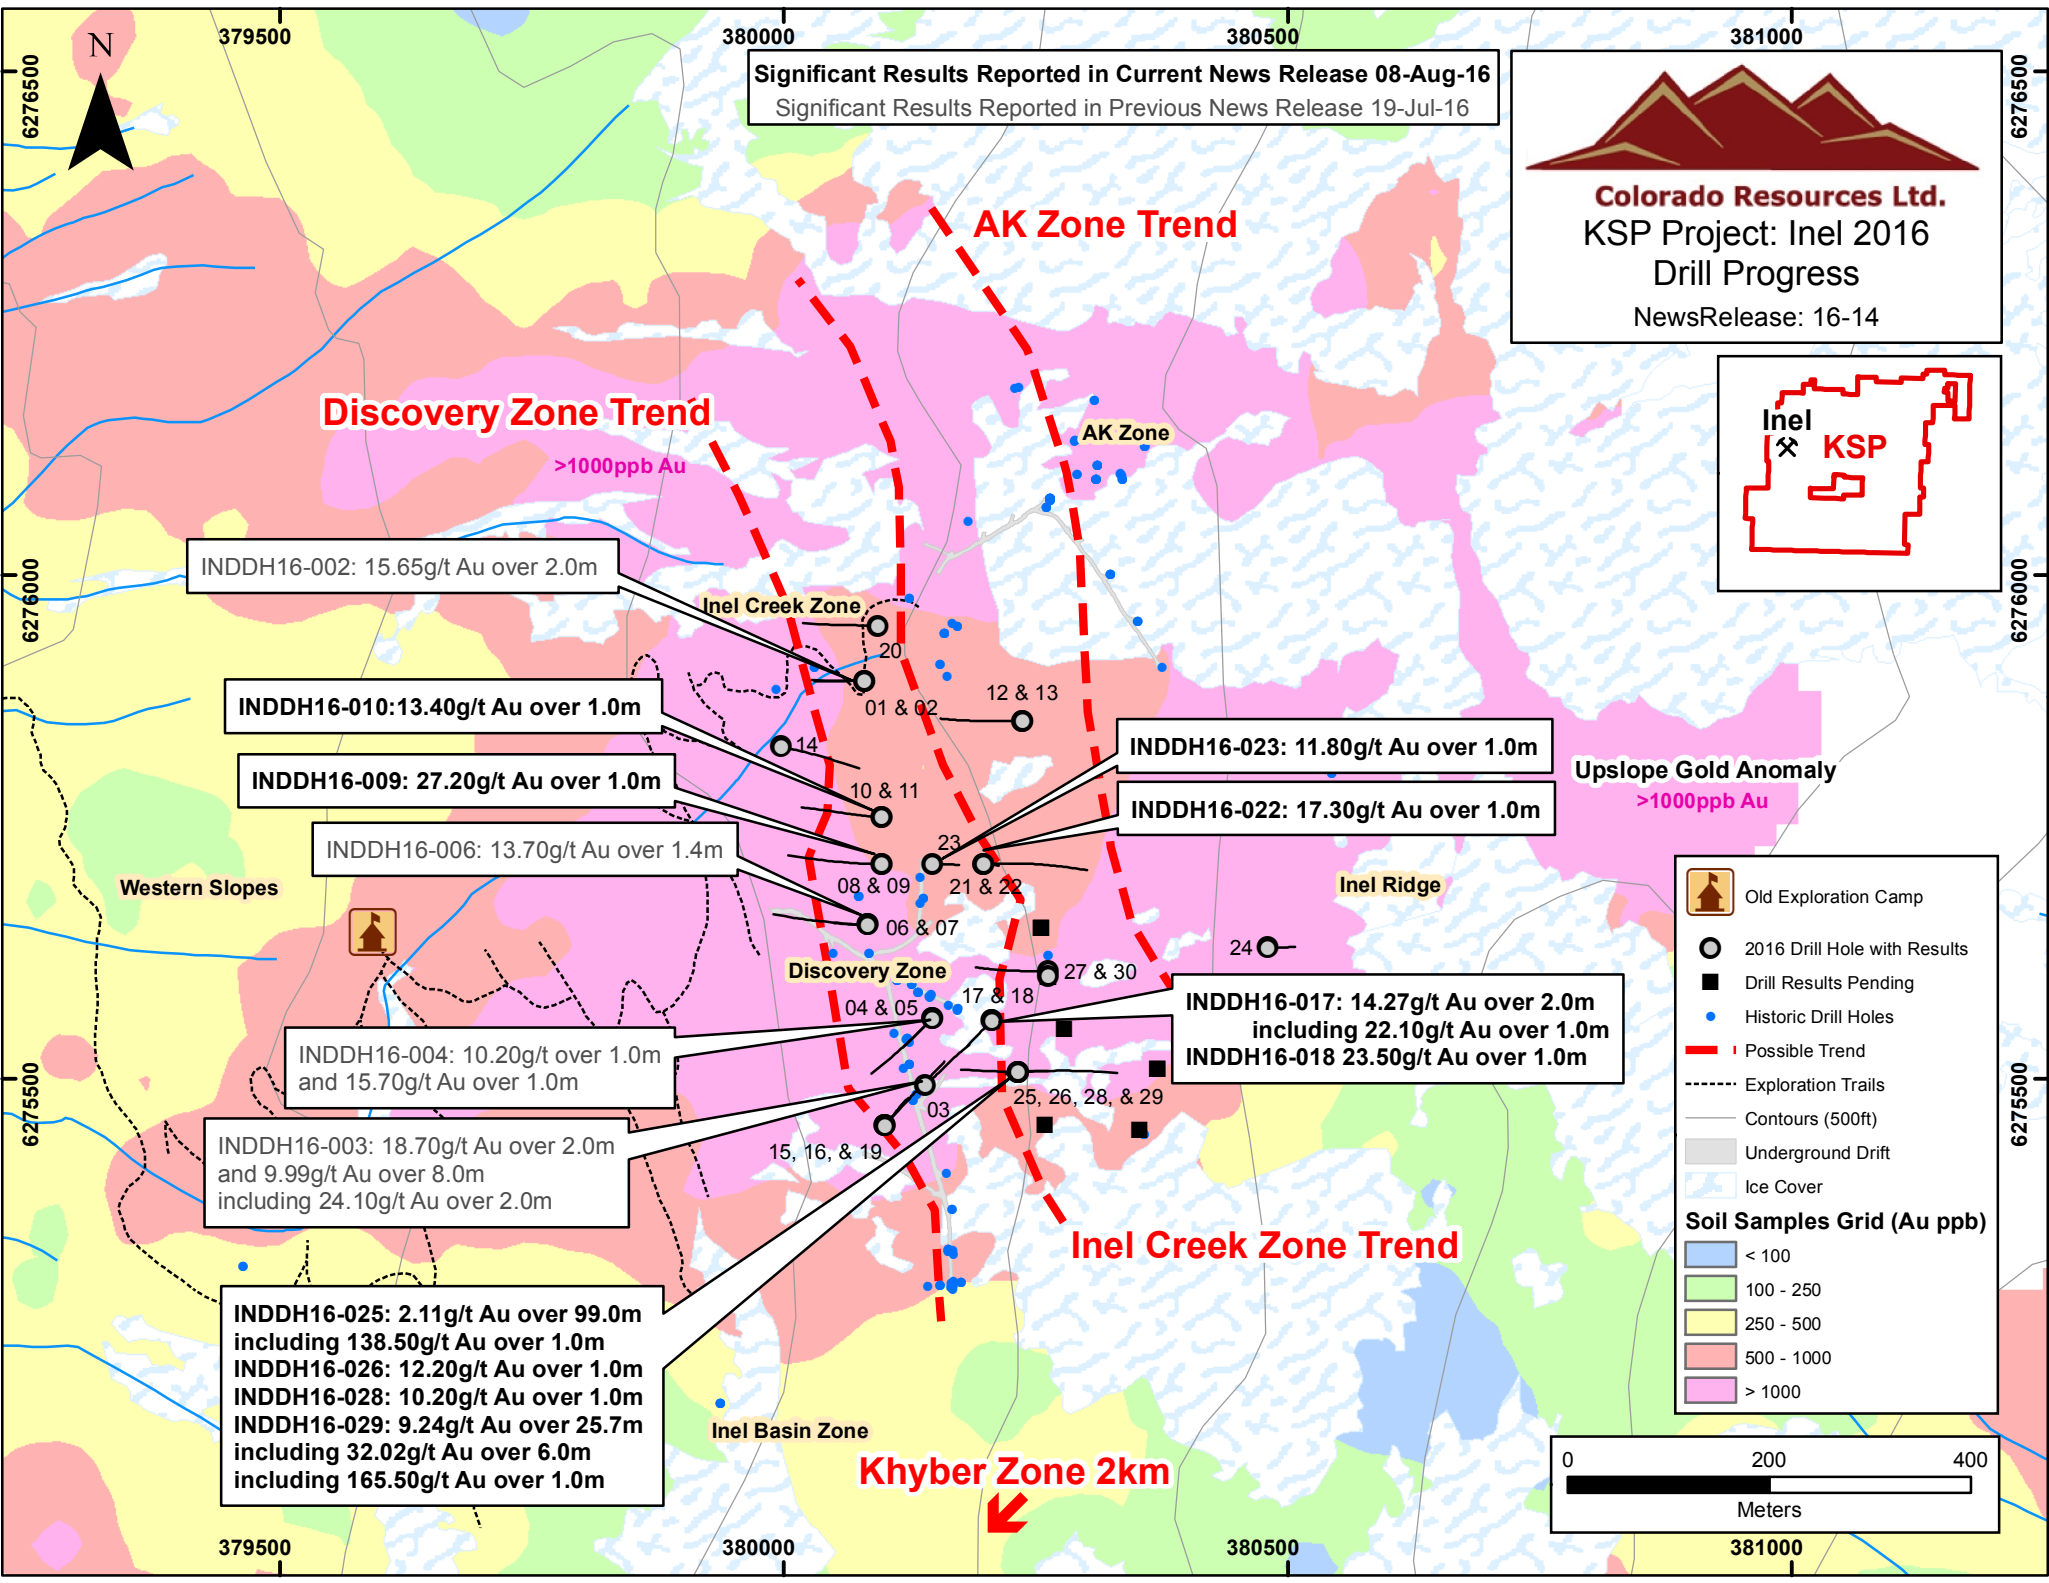 379500
380000
380500
381000
N
6276500
6276500
Significant Results Reported in Current News Release 08-Aug-16
Significant Results Reported in Previous News Release 19-Jul-16
Colorado Resources Ltd.
KSP Project: Inel 2016
Drill Progress
NewsRelease: 16-14
AK Zone Trend
Inel
KSP
Discovery Zone Trend
>1000ppb Au
AK Zone
6276000
6276000
INDDH16-002: 15.65g/t Au over 2.0m
Inel Creek Zone
20
01 & 02
12 & 13
INDDH16-010:13.40g/t Au over 1.0m
14
INDDH16-023: 11.80g/t Au over 1.0m
Upslope Gold Anomaly
>1000ppb Au
INDDH16-009: 27.20g/t Au over 1.0m
10 & 11
INDDH16-022: 17.30g/t Au over 1.0m
INDDH16-006: 13.70g/t Au over 1.4m
23
08 & 09
21 & 22
Western Slopes
Inel Ridge
06 & 07
24
Discovery Zone
27 & 30
17 & 18
04 & 05
INDDH16-017: 14.27g/t Au over 2.0m
including 22.10g/t Au over 1.0m
INDDH16-018 23.50g/t Au over 1.0m
INDDH16-004: 10.20g/t over 1.0m
and 15.70g/t Au over 1.0m
6275500
6275500
03
25, 26, 28, & 29
15, 16, & 19
INDDH16-003: 18.70g/t Au over 2.0m
and 9.99g/t Au over 8.0m
including 24.10g/t Au over 2.0m
Inel Creek Zone Trend
INDDH16-025: 2.11g/t Au over 99.0m
including 138.50g/t Au over 1.0m
INDDH16-026: 12.20g/t Au over 1.0m
INDDH16-028: 10.20g/t Au over 1.0m
INDDH16-029: 9.24g/t Au over 25.7m
including 32.02g/t Au over 6.0m
including 165.50g/t Au over 1.0m
Inel Basin Zone
Khyber Zone 2km
Old Exploration Camp
2016 Drill Hole with Results
Drill Results Pending
Historic Drill Holes
Possible Trend
Exploration Trails
Contours (500ft)
Underground Drift
Ice Cover
Soil Samples Grid (Au ppb)
< 100
100 - 250
250 - 500
500 - 1000
> 1000
0
200
400
Meters
379500
380000
380500
381000